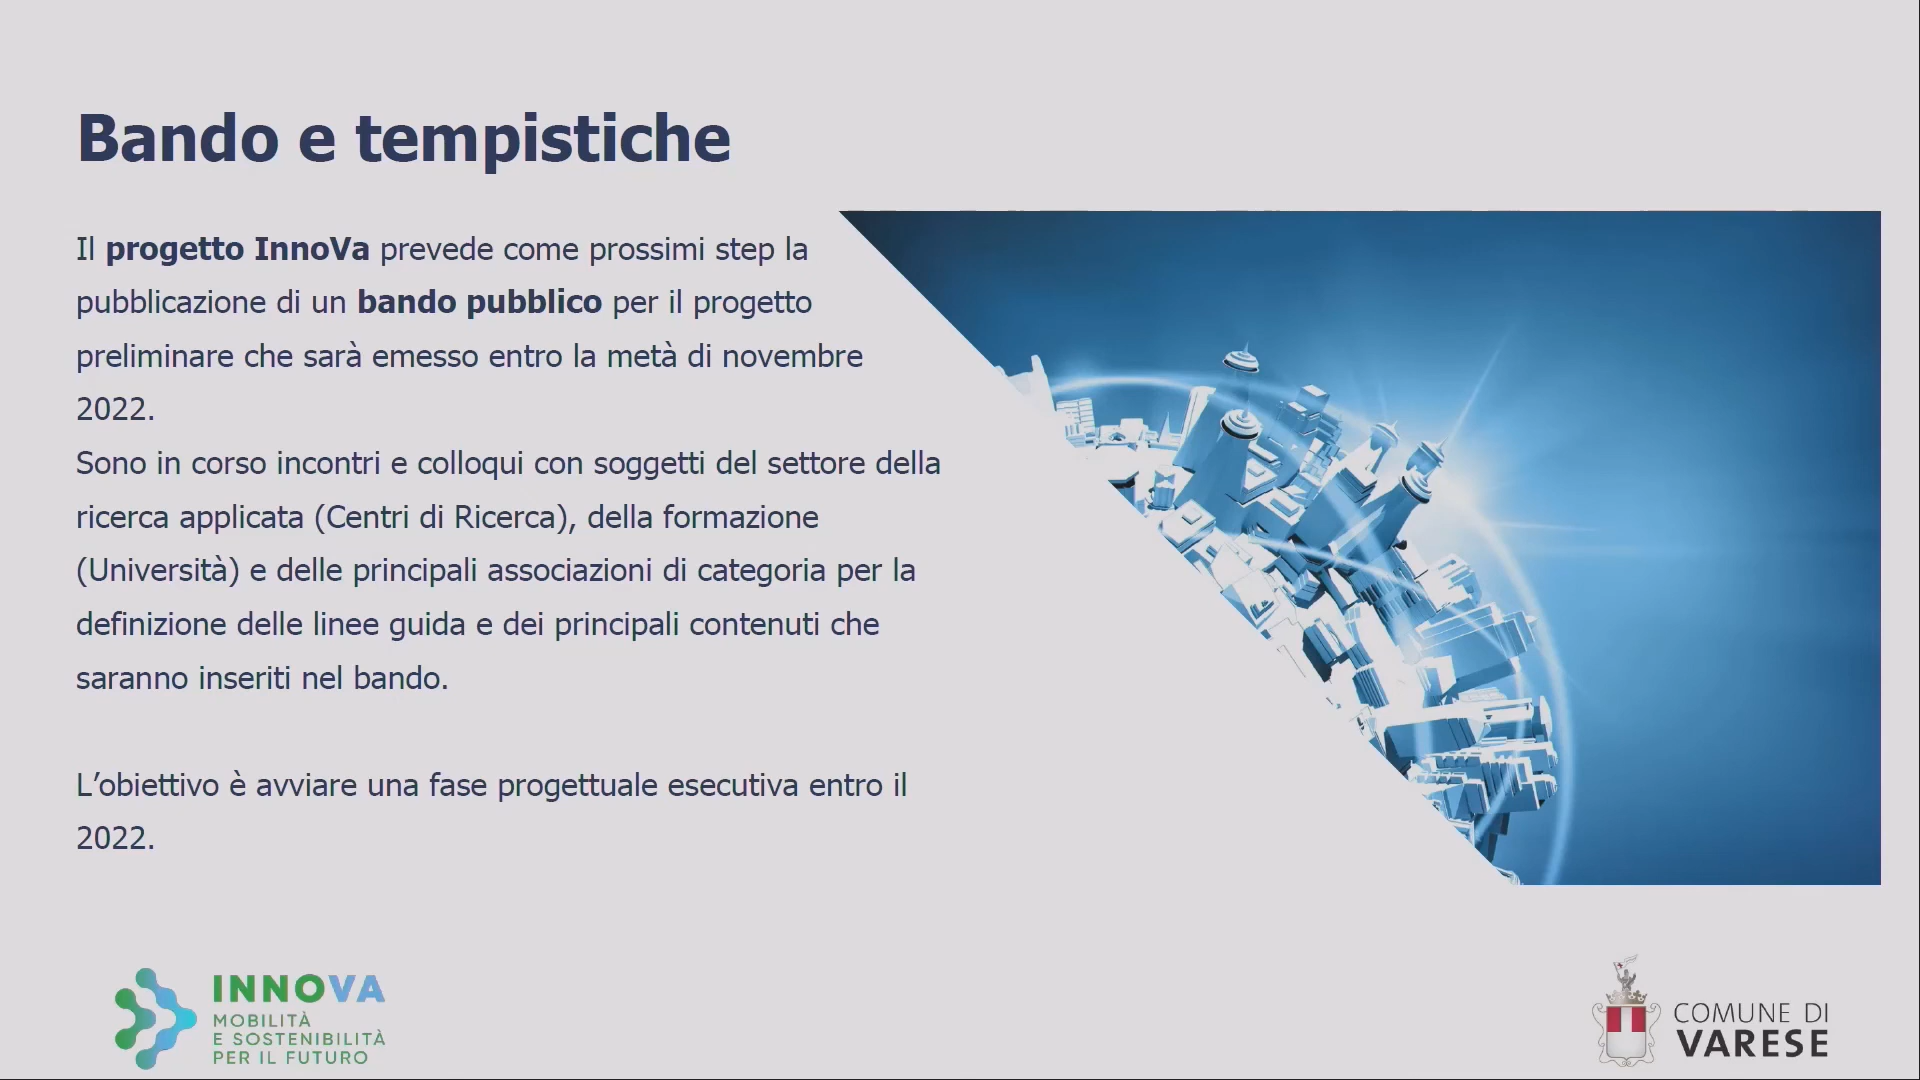 Bando e tempistiche
Il progetto InnoVa prevede come prossimi step la
pubblicazione di un bando pubblico per il progetto
preliminare che sarà emesso entro la metà di novembre
2022.
Sono in corso incontri e colloqui con soggetti del settore della
ricerca applicata (Centri di Ricerca), della formazione
(Università) e delle principali associazioni di categoria per la
definizione delle linee guida e dei principali contenuti che
saranno inseriti nel bando.
L’obiettivo è avviare una fase progettuale esecutiva entro il
2022.
INNOVA
MOBILITÀ
E SOSTENIBILITÀ
PER IL FUTURO
COMUNE DI
VARESE